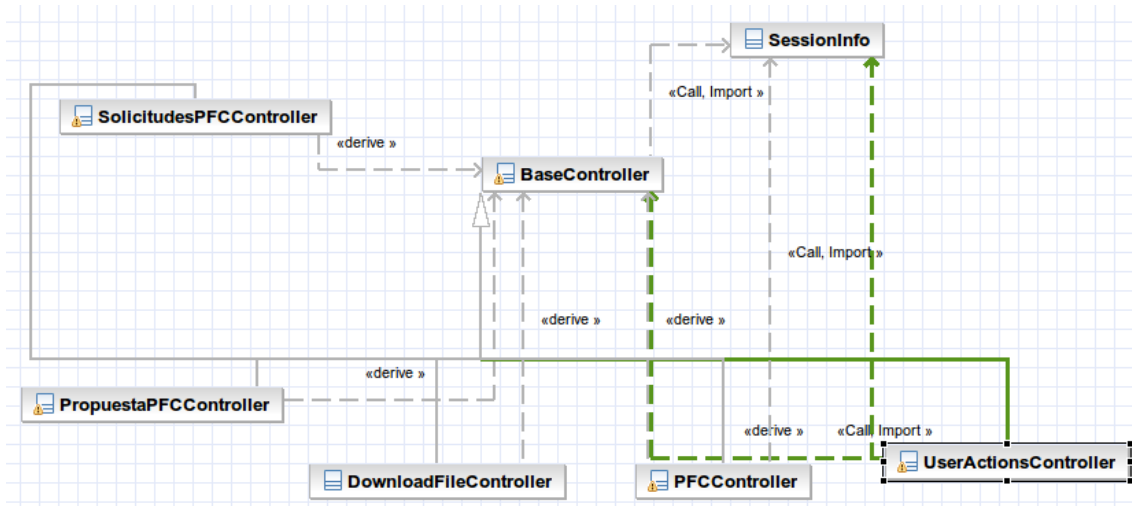 SessionInfo
«Call, Import »
SolicitudesPFCController
«derive »
BaseController
«Call, Import »
«derive »
«derive »
«derive »
PropuestaPFCController
«derive »
«Call, Import »
UserActionsController
DownloadFileController
PFCController